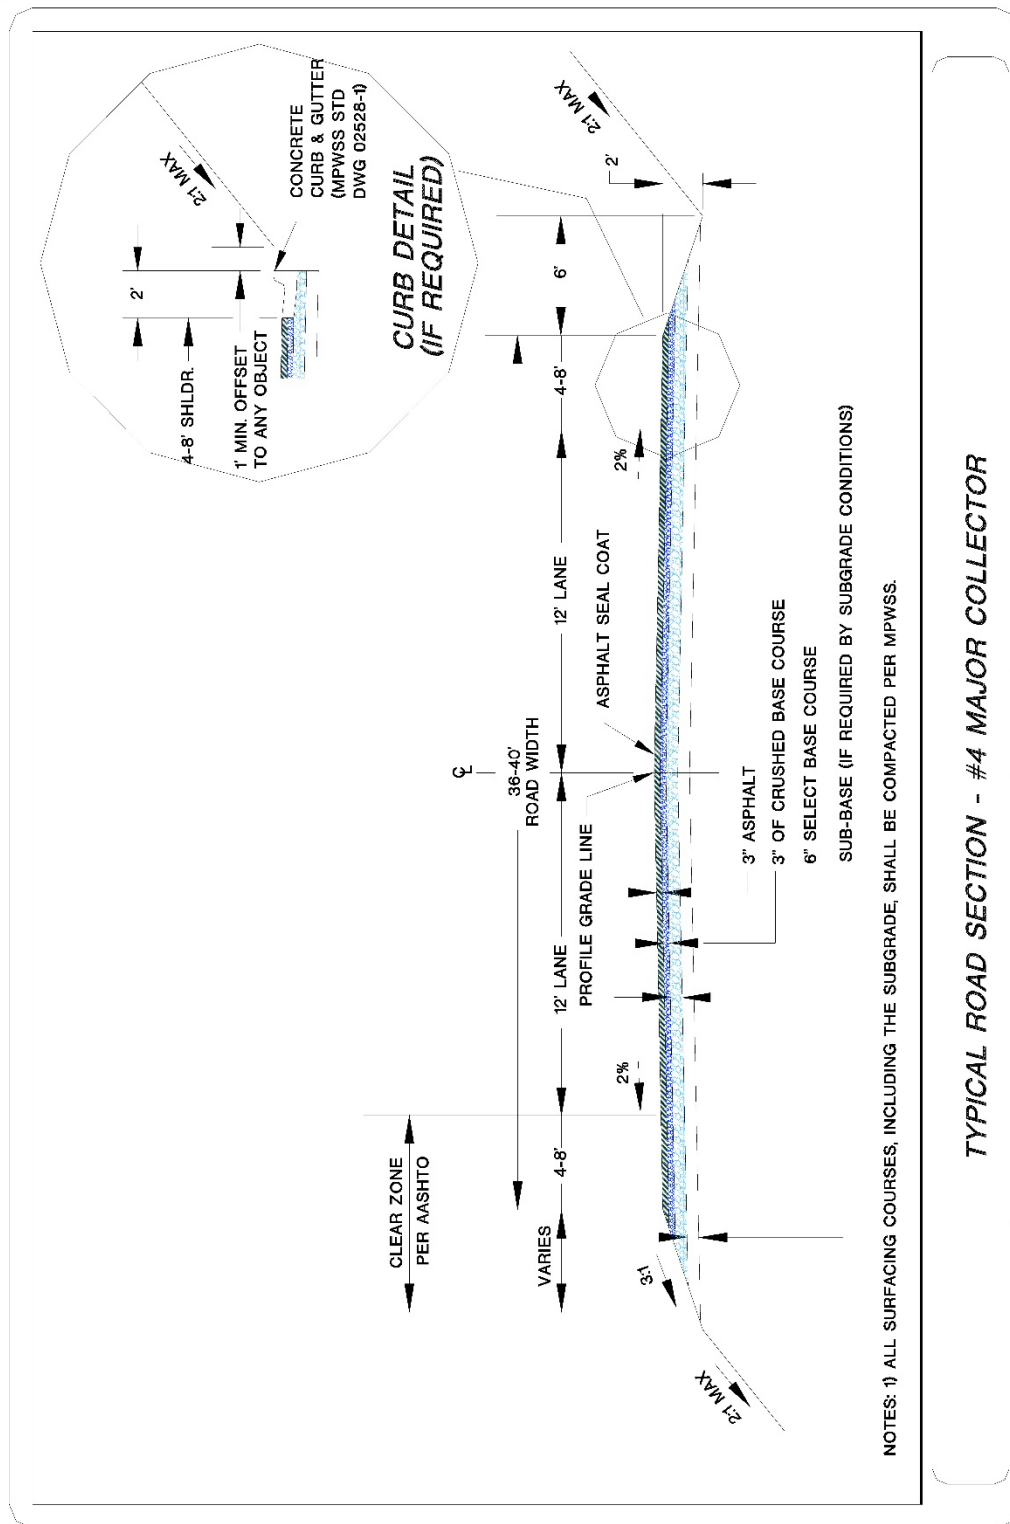 CLEAR ZONE
PER AASHTO
VARIES
4-8'
12' LANE
12' LANE
4-8'
6'
36-40'
ROAD WIDTH
℄
PROFILE GRADE LINE
ASPHALT SEAL COAT
2%
2%
3:1
2:1 MAX
2:1 MAX
2'
3" ASPHALT
3" OF CRUSHED BASE COURSE
6" SELECT BASE COURSE
SUB-BASE (IF REQUIRED BY SUBGRADE CONDITIONS)
2:1 MAX
2'
4-8' SHLDR.
1' MIN. OFFSET
TO ANY OBJECT
CONCRETE
CURB & GUTTER
(MPWSS STD
DWG 02528-1)
CURB DETAIL
(IF REQUIRED)
NOTES: 1) ALL SURFACING COURSES, INCLUDING THE SUBGRADE, SHALL BE COMPACTED PER MPWSS.
TYPICAL ROAD SECTION - #4 MAJOR COLLECTOR